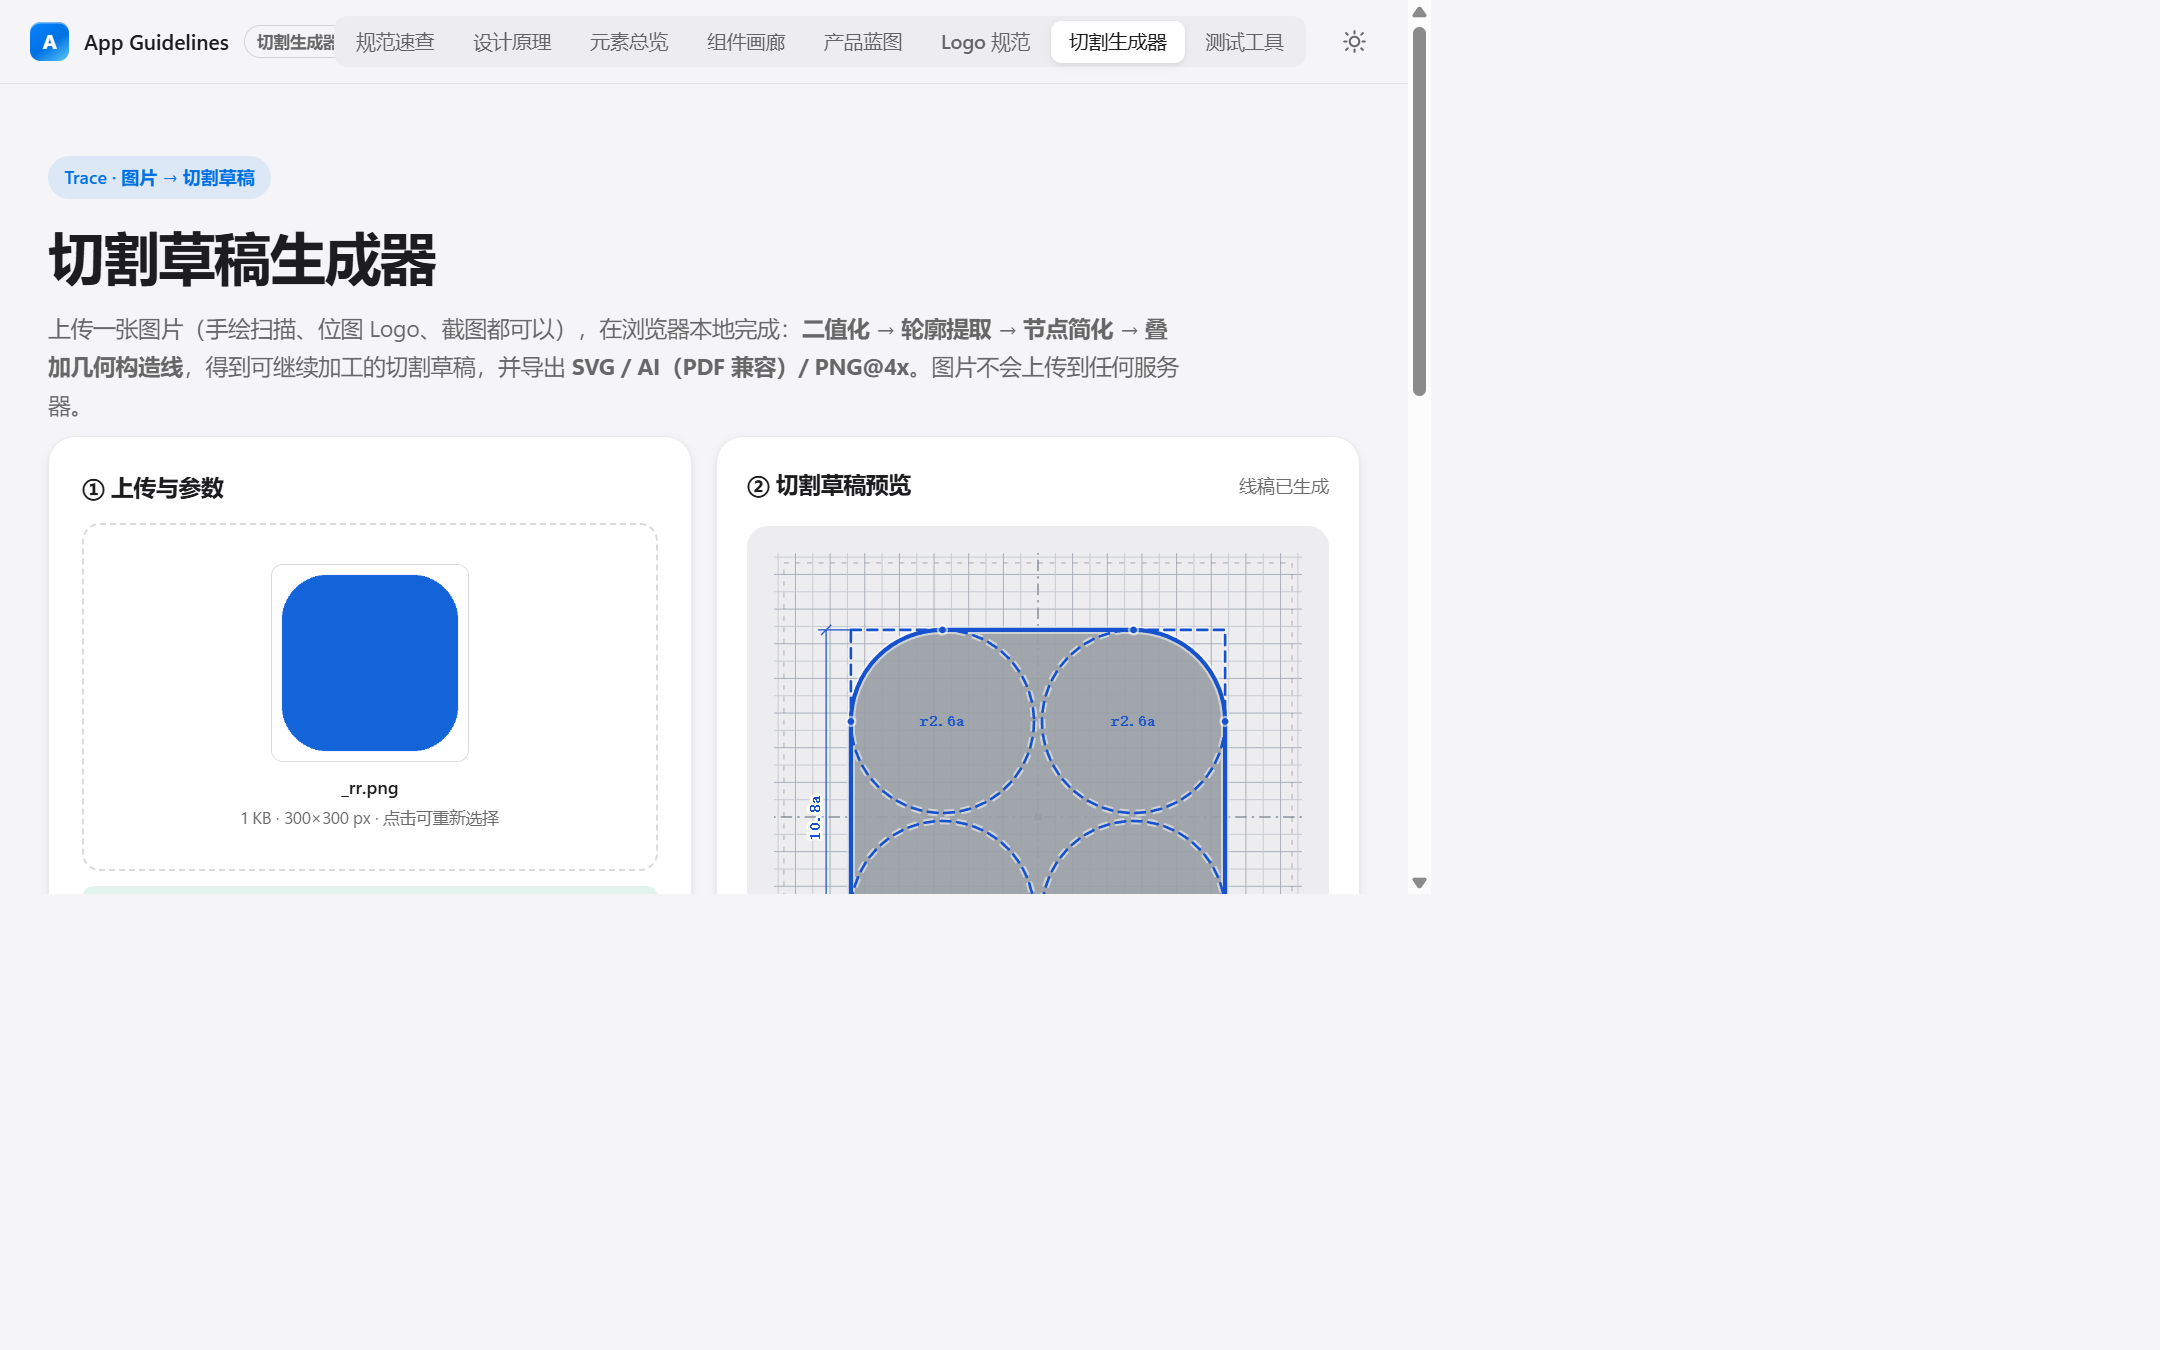 A App Guidelines 切割生成器 规范速查 设计原理 元素总览 组件画廊 产品蓝图 Logo 规范 切割生成器 测试工具
Trace · 图片 → 切割草稿
切割草稿生成器
上传一张图片（手绘扫描、位图 Logo、截图都可以），在浏览器本地完成：二值化 → 轮廓提取 → 节点简化 → 叠
加几何构造线，得到可继续加工的切割草稿，并导出 SVG / AI（PDF 兼容）/ PNG@4x。图片不会上传到任何服务
器。
① 上传与参数
_rr.png
1 KB · 300×300 px · 点击可重新选择
② 切割草稿预览
线稿已生成
r2.6a r2.6a
10.8a